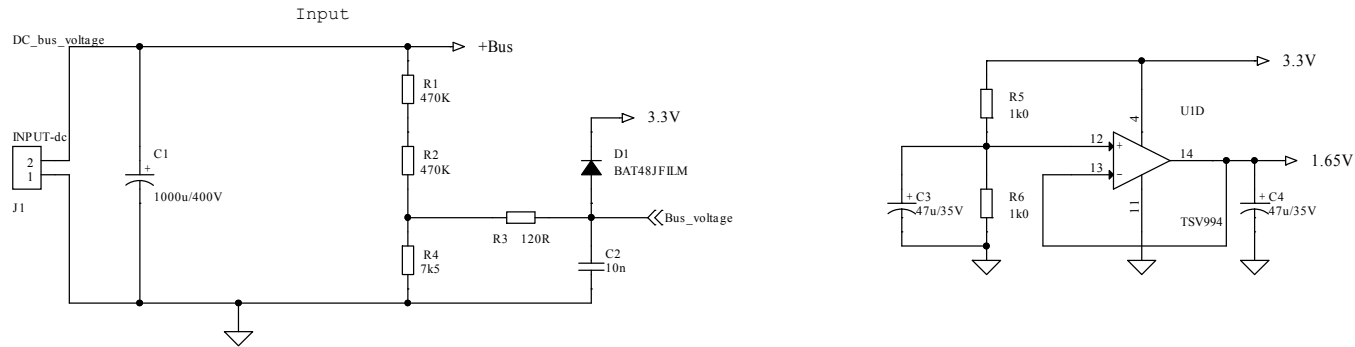 Input
DC_bus_voltage
+Bus
R1
470K
3.3V
INPUT-dc
2
1
J1
C1
+
1000u/400V
R2
470K
D1
BAT48JFILM
R3 120R
Bus_voltage
R4
7k5
C2
10n
3.3V
R5
1k0
4
U1D
12
+
14
1.65V
13
−
C3
+
47u/35V
R6
1k0
11
TSV994
C4
+
47u/35V